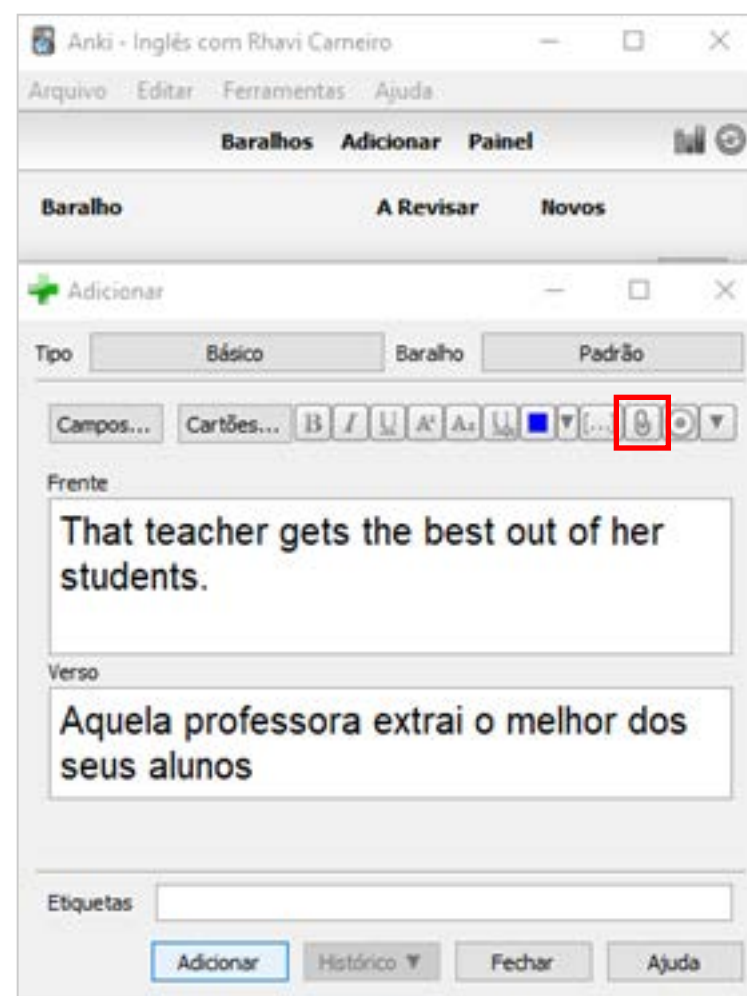 Anki - Inglês com Rhavi Carneiro
Arquivo Editar Ferramentas Ajuda
Baralhos Adicionar Painel
Baralho A Revisar Novos
Adicionar
Tipo Básico Baralho Padrão
Campos... Cartões... B I U A² A₂ U [...]
Frente
That teacher gets the best out of her
students.
Verso
Aquela professora extrai o melhor dos
seus alunos
Etiquetas
Adicionar Histórico ▼ Fechar Ajuda